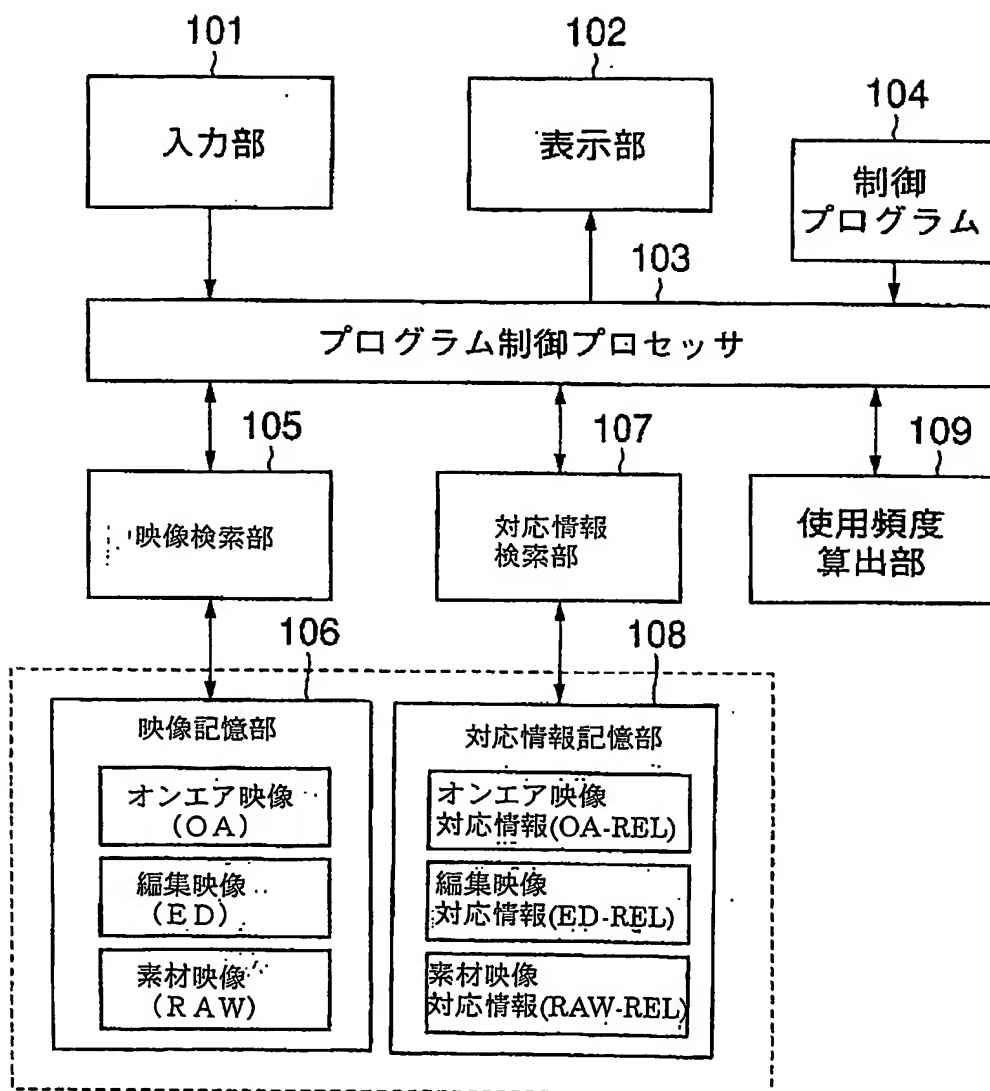 101
入力部
102
表示部
104
制御
プログラム
103
プログラム制御プロセッサ
105
映像検索部
107
対応情報
検索部
109
使用頻度
算出部
106
映像記憶部
オンエア映像
(OA)
編集映像
(ED)
素材映像
(RAW)
108
対応情報記憶部
オンエア映像
対応情報(OA-REL)
編集映像
対応情報(ED-REL)
素材映像
対応情報(RAW-REL)